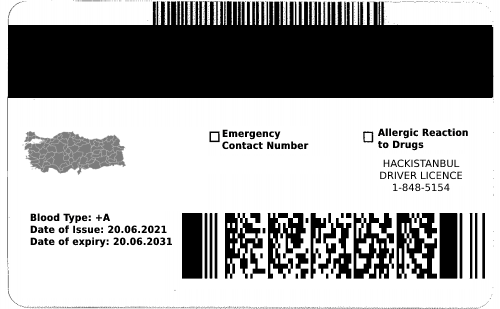 Emergency
Contact Number
Allergic Reaction
to Drugs
HACKISTANBUL
DRIVER LICENCE
1-848-5154
Blood Type: +A
Date of Issue: 20.06.2021
Date of expiry: 20.06.2031